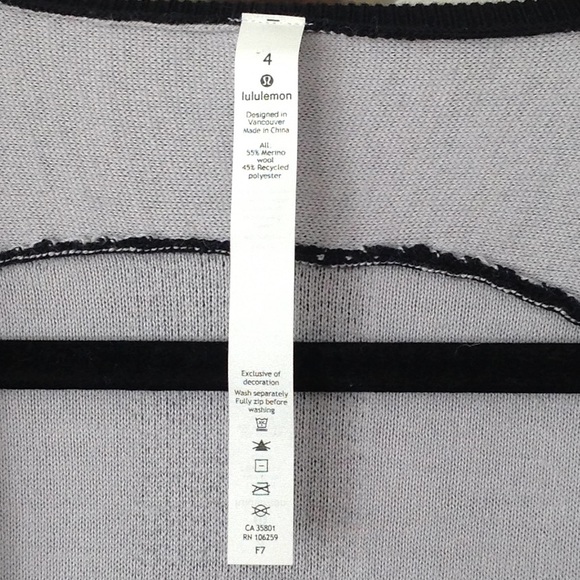 4
lululemon
Designed in
Vancouver
Made in China
All:
55% Merino
wool
45% Recycled
polyester
Exclusive of
decoration
Wash separately
Fully zip before
washing
CA 35801
RN 106259
F7